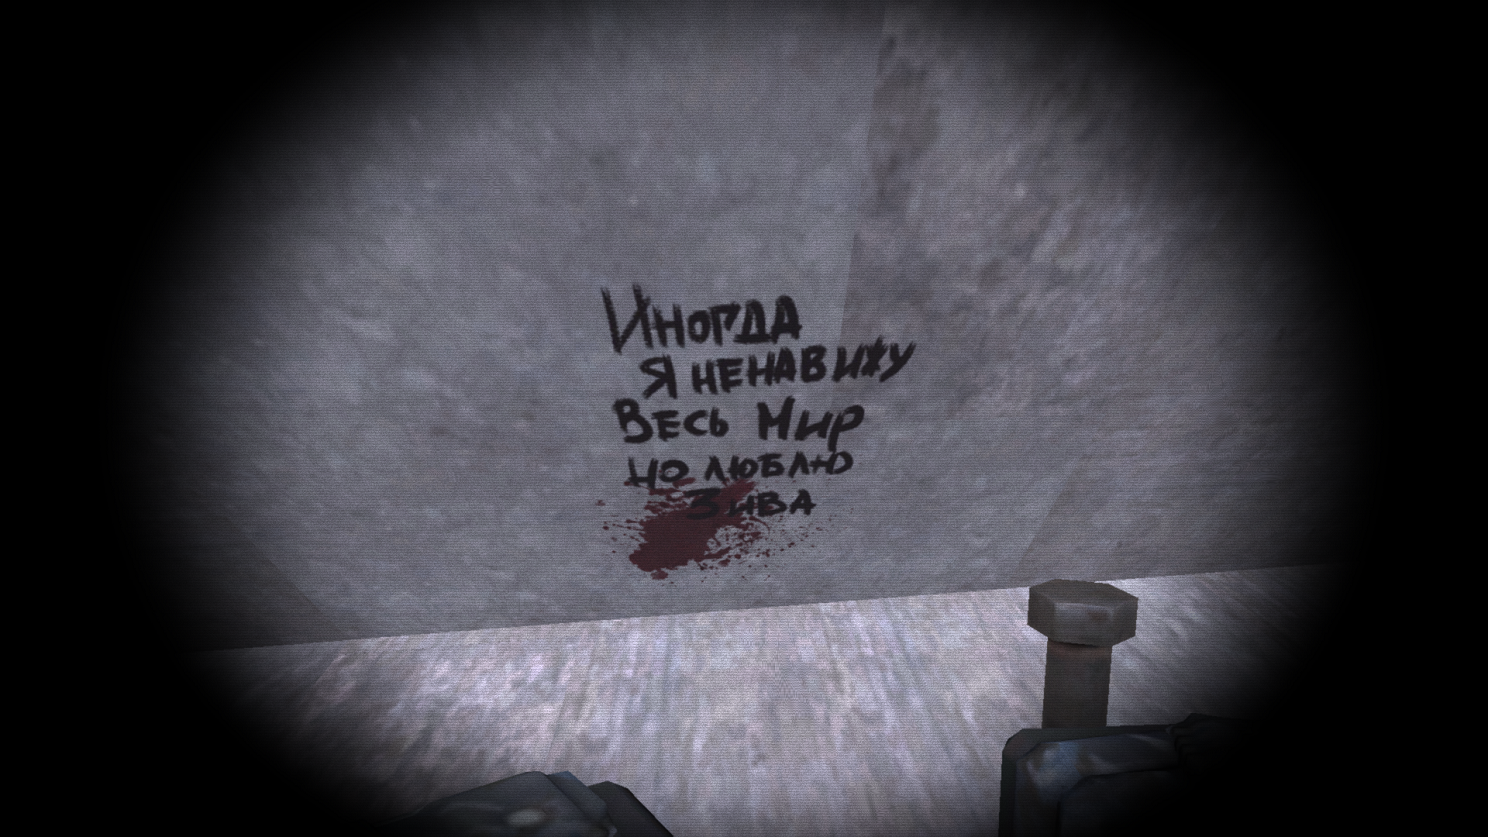 Иногда
я ненавижу
Весь Мир
но люблю
Зива